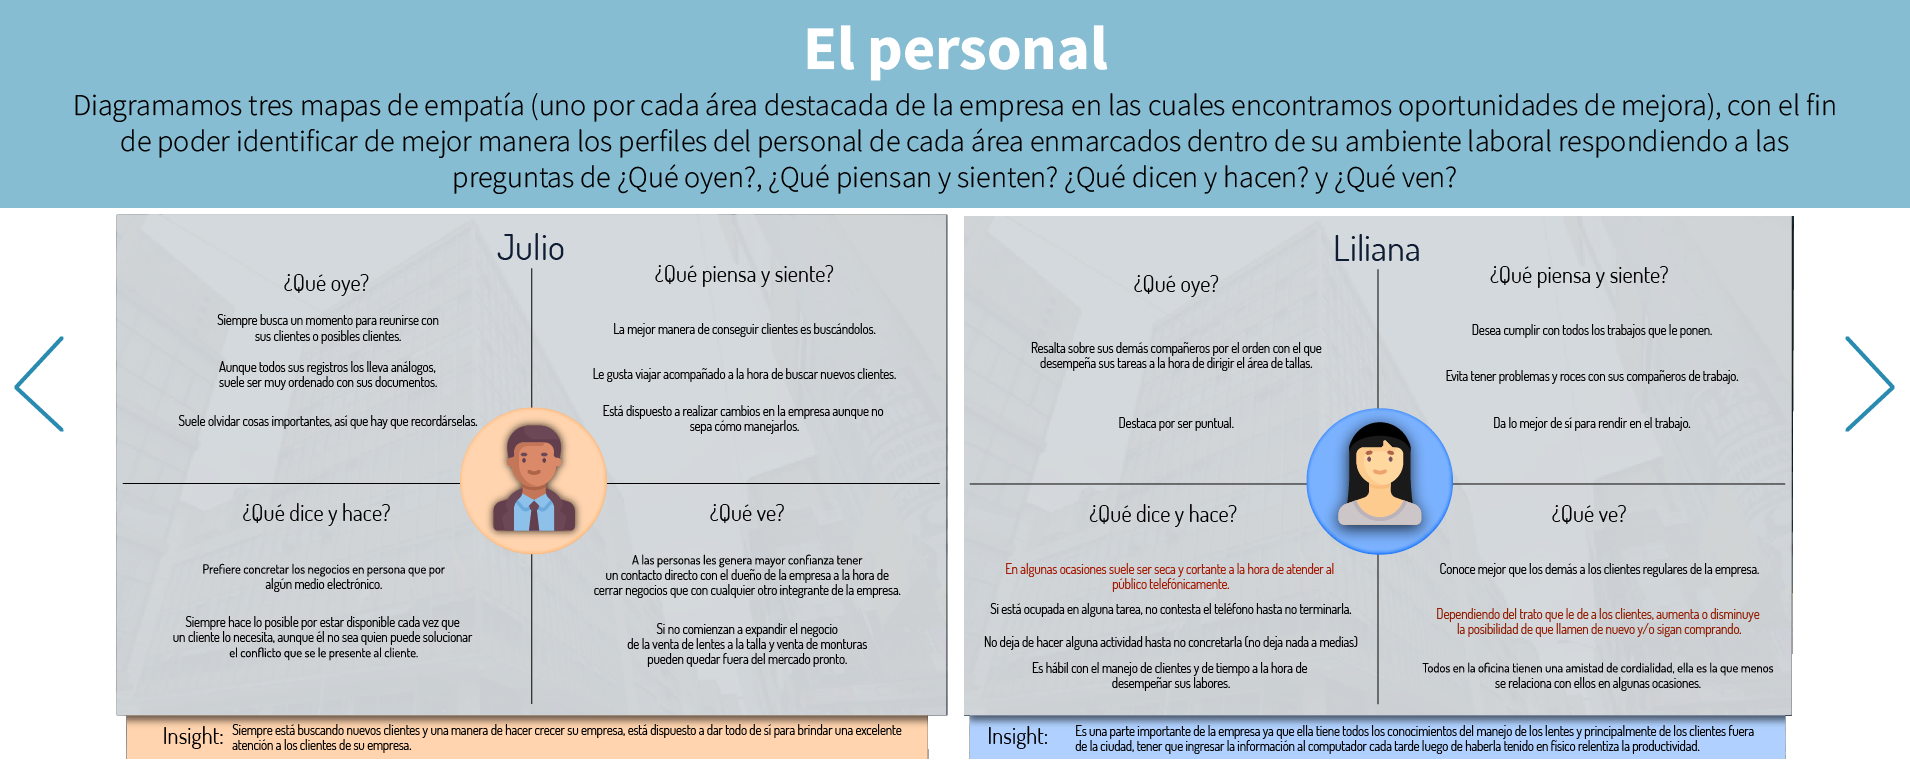 El personal
Diagramamos tres mapas de empatía (uno por cada área destacada de la empresa en las cuales encontramos oportunidades de mejora), con el fin
de poder identificar de mejor manera los perfiles del personal de cada área enmarcados dentro de su ambiente laboral respondiendo a las
preguntas de ¿Qué oyen?, ¿Qué piensan y sienten? ¿Qué dicen y hacen? y ¿Qué ven?
Julio
¿Qué oye?
Siempre busca un momento para reunirse con
sus clientes o posibles clientes.
Aunque todos sus registros los lleva análogos,
suele ser muy ordenado con sus documentos.
Suele olvidar cosas importantes, así que hay que recordárselas.
¿Qué piensa y siente?
La mejor manera de conseguir clientes es buscándolos.
Le gusta viajar acompañado a la hora de buscar nuevos clientes.
Está dispuesto a realizar cambios en la empresa aunque no
sepa cómo manejarlos.
¿Qué dice y hace?
Prefiere concretar los negocios en persona que por
algún medio electrónico.
Siempre hace lo posible por estar disponible cada vez que
un cliente lo necesita, aunque él no sea quien puede solucionar
el conflicto que se le presente al cliente.
¿Qué ve?
A las personas les genera mayor confianza tener
un contacto directo con el dueño de la empresa a la hora de
cerrar negocios que con cualquier otro integrante de la empresa.
Si no comienzan a expandir el negocio
de la venta de lentes a la talla y venta de monturas
pueden quedar fuera del mercado pronto.
Insight: Siempre está buscando nuevos clientes y una manera de hacer crecer su empresa, está dispuesto a dar todo de sí para brindar una excelente
atención a los clientes de su empresa.
Liliana
¿Qué oye?
Resalta sobre sus demás compañeros por el orden con el que
desempeña sus tareas a la hora de dirigir el área de tallas.
Destaca por ser puntual.
¿Qué piensa y siente?
Desea cumplir con todos los trabajos que le ponen.
Evita tener problemas y roces con sus compañeros de trabajo.
Da lo mejor de sí para rendir en el trabajo.
¿Qué dice y hace?
En algunas ocasiones suele ser seca y cortante a la hora de atender al
público telefónicamente.
Si está ocupada en alguna tarea, no contesta el teléfono hasta no terminarla.
No deja de hacer alguna actividad hasta no concretarla (no deja nada a medias)
Es hábil con el manejo de clientes y de tiempo a la hora de
desempeñar sus labores.
¿Qué ve?
Conoce mejor que los demás a los clientes regulares de la empresa.
Dependiendo del trato que le de a los clientes, aumenta o disminuye
la posibilidad de que llamen de nuevo y/o sigan comprando.
Todos en la oficina tienen una amistad de cordialidad, ella es la que menos
se relaciona con ellos en algunas ocasiones.
Insight: Es una parte importante de la empresa ya que ella tiene todos los conocimientos del manejo de los lentes y principalmente de los clientes fuera
de la ciudad, tener que ingresar la información al computador cada tarde luego de haberla tenido en físico relentiza la productividad.